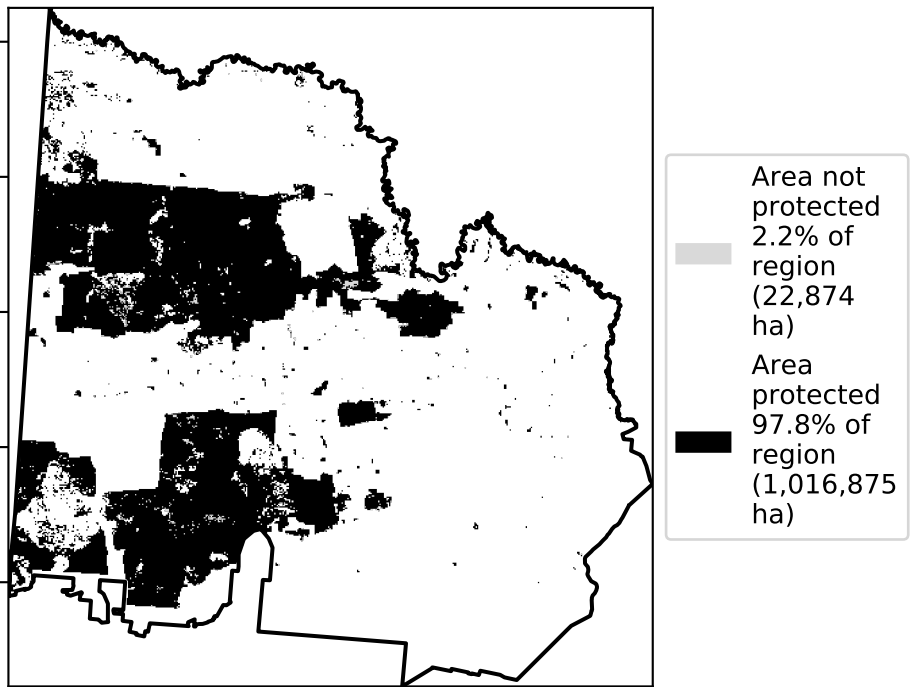 Area not
protected
2.2% of
region
(22,874
ha)
Area
protected
97.8% of
region
(1,016,875
ha)